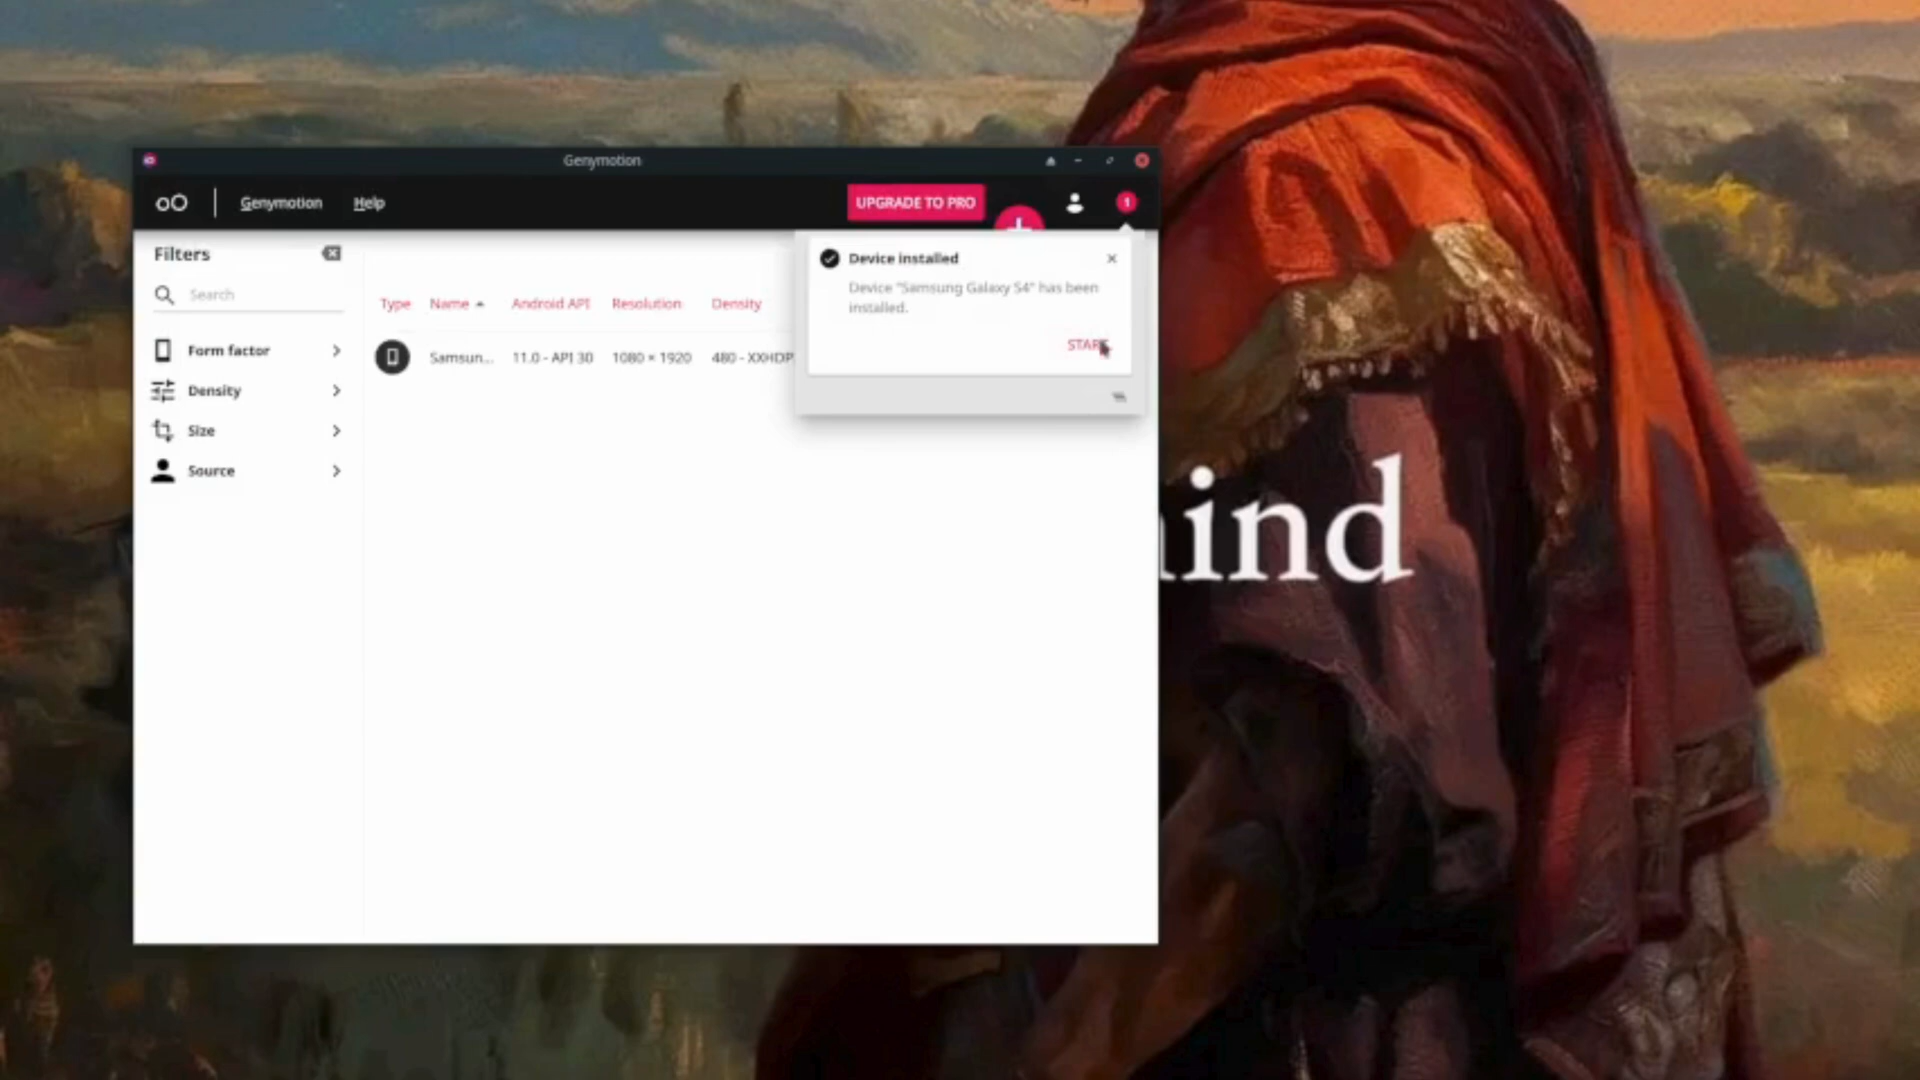 Genymotion
Genymotion Help UPGRADE TO PRO 1
Filters
Search
Form factor
Density
Size
Source
Type Name Android API Resolution Density
Samsun... 11.0 - API 30 1080 × 1920 480 - XXHDP
Device installed
Device "Samsung Galaxy S4" has been
installed.
START
ind